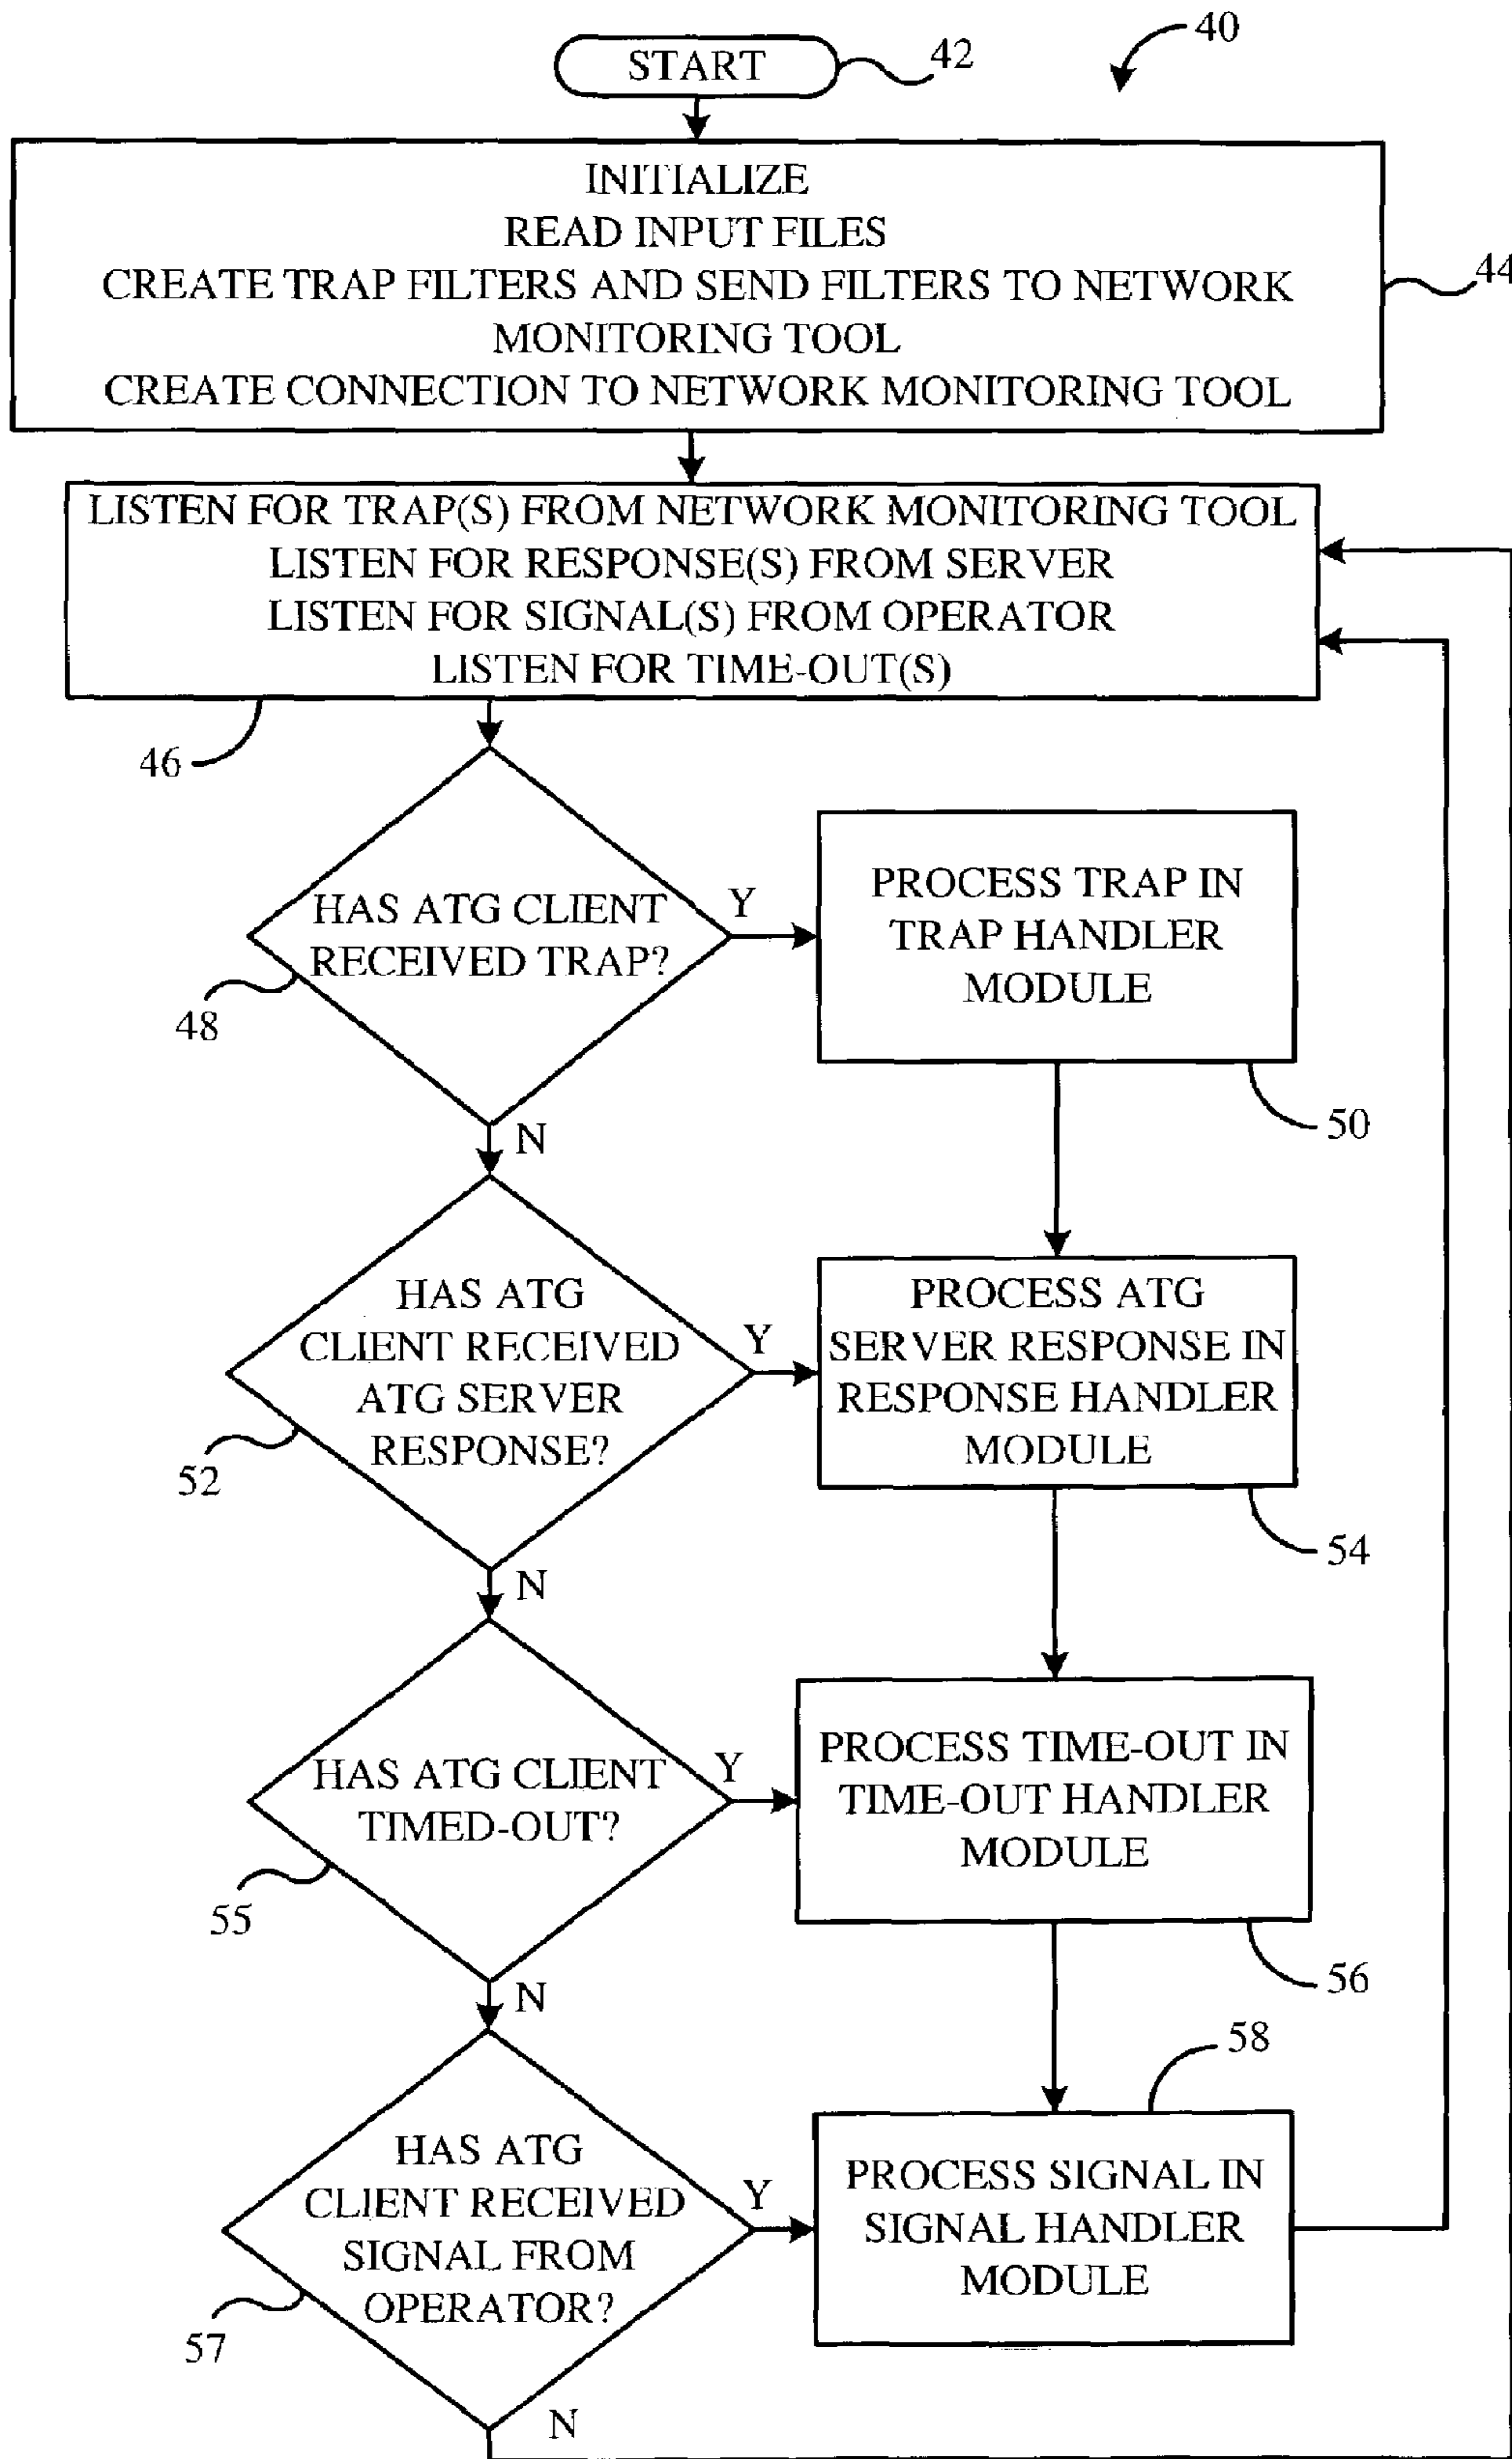 40
START
42
INITIALIZE
READ INPUT FILES
CREATE TRAP FILTERS AND SEND FILTERS TO NETWORK
MONITORING TOOL
CREATE CONNECTION TO NETWORK MONITORING TOOL
44
LISTEN FOR TRAP(S) FROM NETWORK MONITORING TOOL
LISTEN FOR RESPONSE(S) FROM SERVER
LISTEN FOR SIGNAL(S) FROM OPERATOR
LISTEN FOR TIME-OUT(S)
46
HAS ATG CLIENT
RECEIVED TRAP?
Y
48
N
PROCESS TRAP IN
TRAP HANDLER
MODULE
50
HAS ATG
CLIENT RECEIVED
ATG SERVER
RESPONSE?
Y
52
N
PROCESS ATG
SERVER RESPONSE IN
RESPONSE HANDLER
MODULE
54
HAS ATG CLIENT
TIMED-OUT?
Y
55
N
PROCESS TIME-OUT IN
TIME-OUT HANDLER
MODULE
56
HAS ATG
CLIENT RECEIVED
SIGNAL FROM
OPERATOR?
Y
57
N
58
PROCESS SIGNAL IN
SIGNAL HANDLER
MODULE